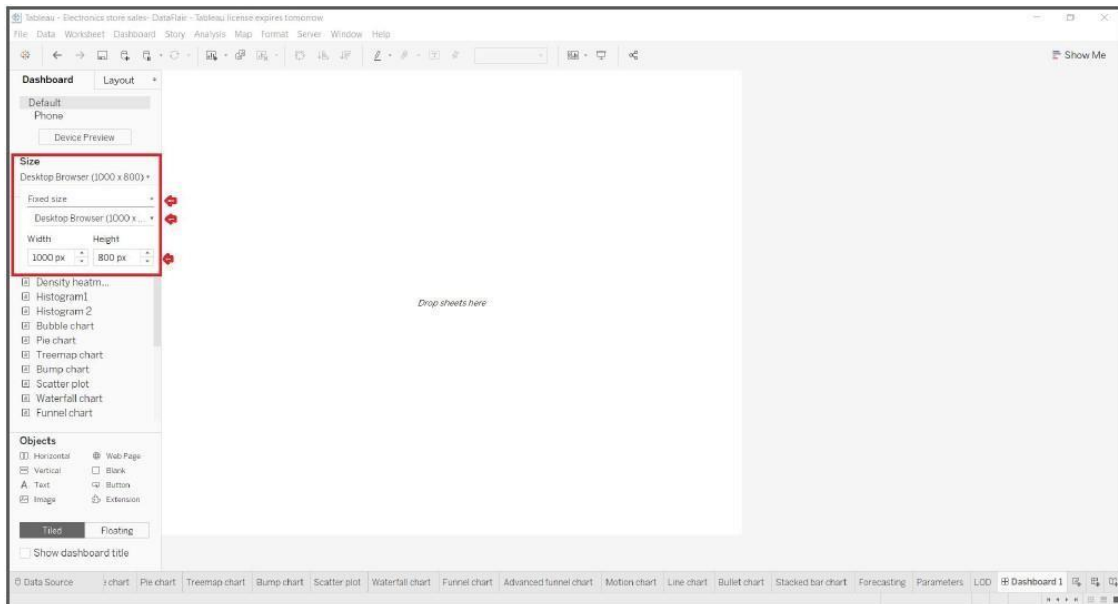 Tableau - Electronics store sales- DataFlair - Tableau license expires tomorrow
File Data Worksheet Dashboard Story Analysis Map Format Server Window Help
Show Me
Dashboard Layout
Default
Phone
Device Preview
Size
Desktop Browser (1000 x 800)
Fixed size
Desktop Browser (1000 x ...
Width Height
1000 px 800 px
Density heatm...
Histogram1
Histogram 2
Bubble chart
Pie chart
Treemap chart
Bump chart
Scatter plot
Waterfall chart
Funnel chart
Drop sheets here
Objects
Horizontal Web Page
Vertical Blank
A Text Button
Image Extension
Tiled Floating
Show dashboard title
Data Source chart Pie chart Treemap chart Bump chart Scatter plot Waterfall chart Funnel chart Advanced funnel chart Motion chart Line chart Bullet chart Stacked bar chart Forecasting Parameters LOD Dashboard 1